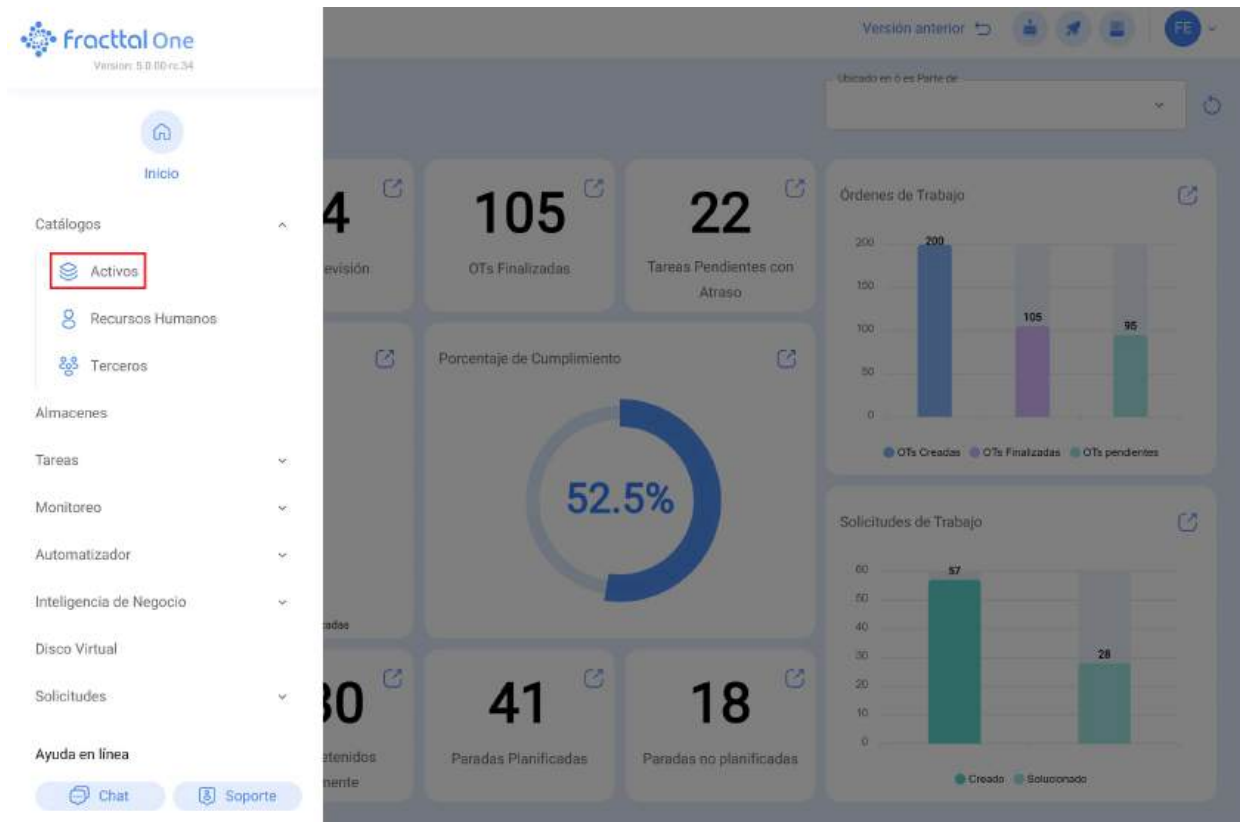 fracttal One
Version: 5.0.00-rc.34
Inicio
Catálogos
Activos
Recursos Humanos
Terceros
Almacenes
Tareas
Monitoreo
Automatizador
Inteligencia de Negocio
Disco Virtual
Solicitudes
Ayuda en línea
Chat
Soporte
Versión anterior
FE
Ubicado en ó es Parte de
4
evisión
105
OTs Finalizadas
22
Tareas Pendientes con
Atraso
Órdenes de Trabajo
200
150
100
50
0
200
105
95
OTs Creadas OTs Finalizadas OTs pendientes
cadas
Porcentaje de Cumplimiento
52.5%
Solicitudes de Trabajo
60
50
40
30
20
10
0
57
28
Creado Solucionado
30
etenidos
mente
41
Paradas Planificadas
18
Paradas no planificadas